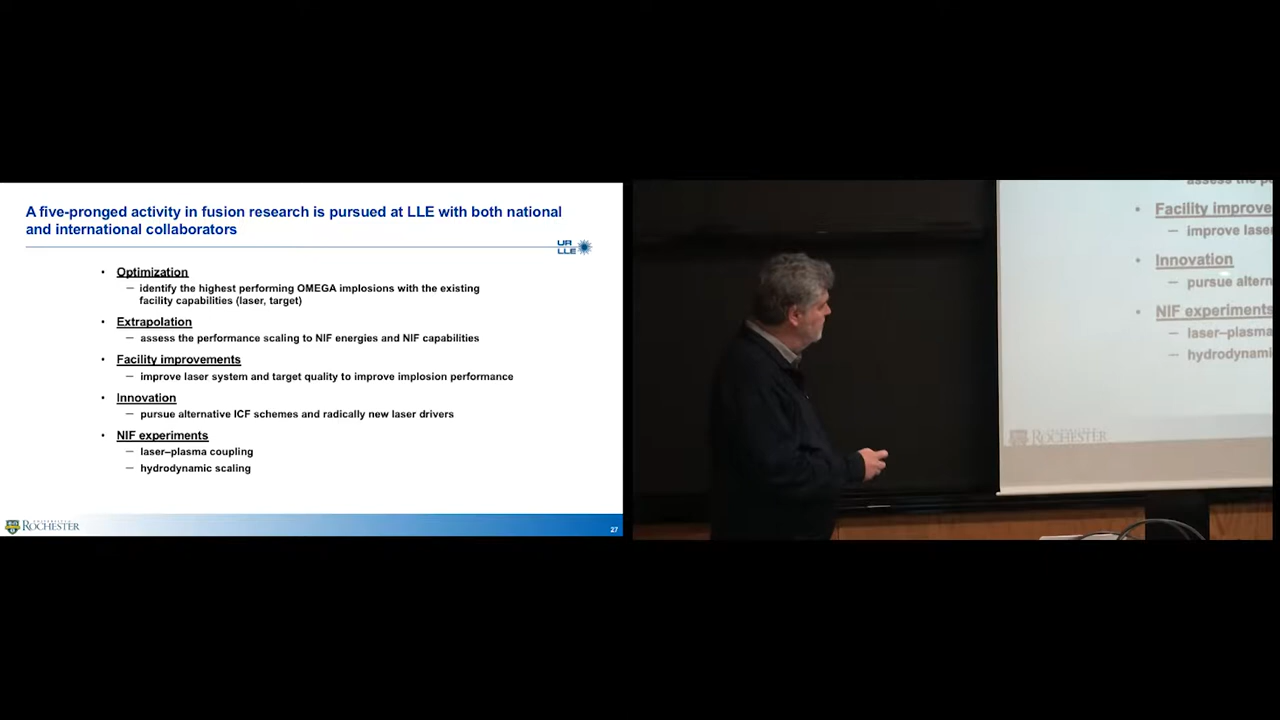 A five-pronged activity in fusion research is pursued at LLE with both national
and international collaborators
UR
LLE
• Optimization
– identify the highest performing OMEGA implosions with the existing
facility capabilities (laser, target)
• Extrapolation
– assess the performance scaling to NIF energies and NIF capabilities
• Facility improvements
– improve laser system and target quality to improve implosion performance
• Innovation
– pursue alternative ICF schemes and radically new laser drivers
• NIF experiments
– laser–plasma coupling
– hydrodynamic scaling
ROCHESTER
27
• Facility improve
– improve lase
• Innovation
– pursue altern
• NIF experiments
– laser–plasma
– hydrodynami
ROCHESTER